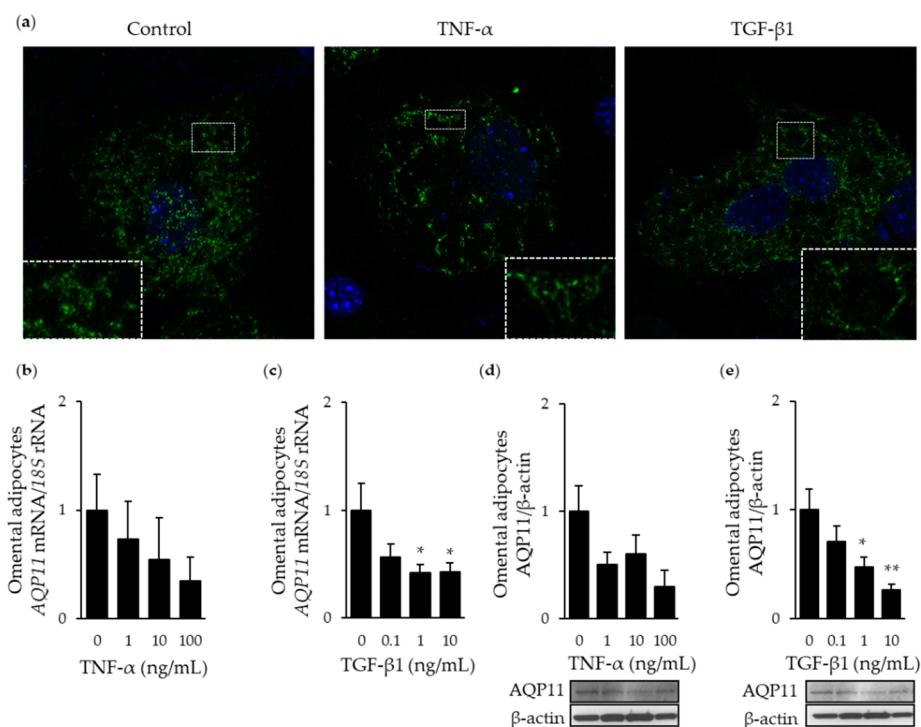 (a)
Control
TNF-α
TGF-β1
(b)
2
1
0
Omental adipocytes
AQP11 mRNA/18S rRNA
0 1 10 100
TNF-α (ng/mL)
(c)
2
1
0
Omental adipocytes
AQP11 mRNA/18S rRNA
* *
0 0.1 1 10
TGF-β1 (ng/mL)
(d)
2
1
0
Omental adipocytes
AQP11/β-actin
0 1 10 100
TNF-α (ng/mL)
AQP11
β-actin
(e)
2
1
0
Omental adipocytes
AQP11/β-actin
* **
0 0.1 1 10
TGF-β1 (ng/mL)
AQP11
β-actin